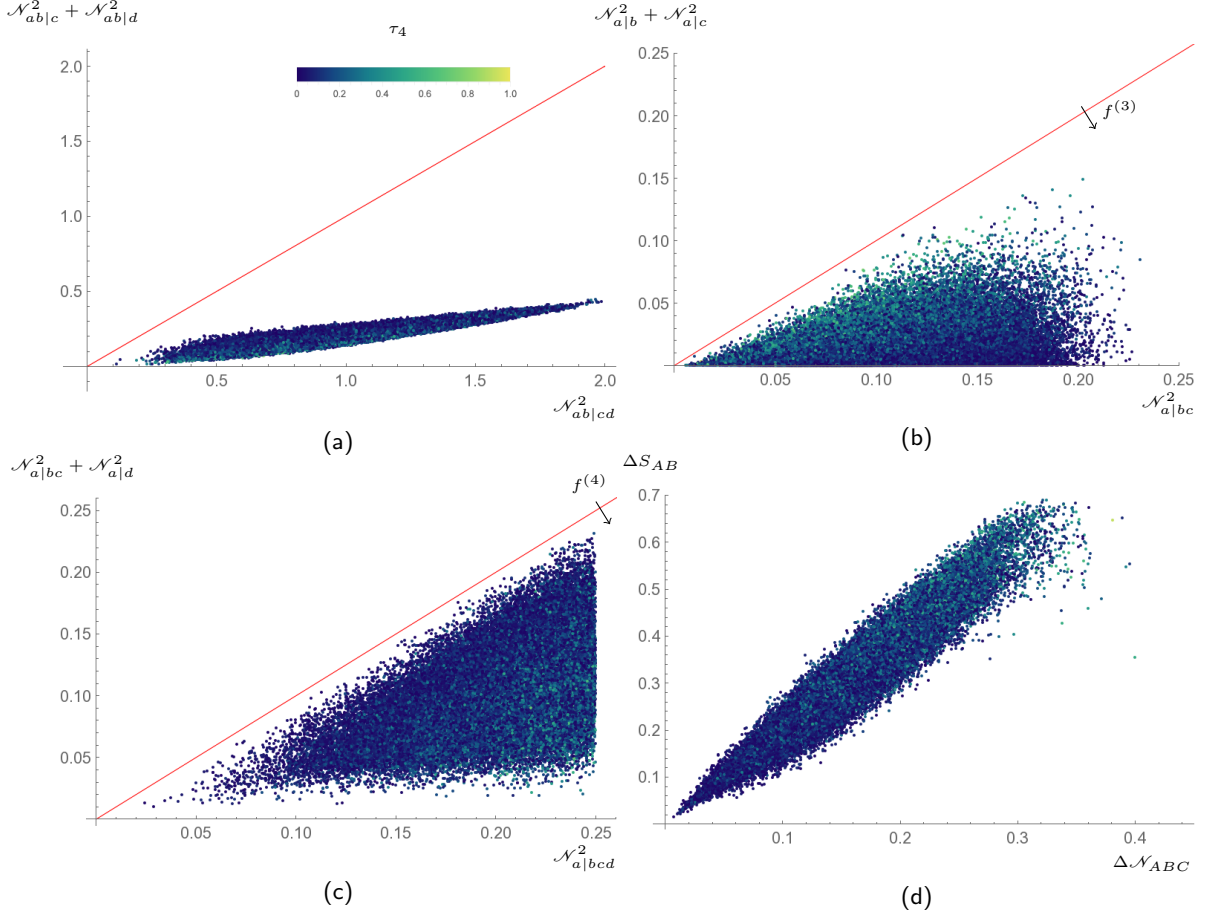 𝒩²_{ab|c} + 𝒩²_{ab|d}
τ₄
0 0.2 0.4 0.6 0.8 1.0
2.0
1.5
1.0
0.5
0.5 1.0 1.5 2.0
𝒩²_{ab|cd}
(a)
𝒩²_{a|b} + 𝒩²_{a|c}
0.25
f^{(3)}
0.20
0.15
0.10
0.05
0.05 0.10 0.15 0.20 0.25
𝒩²_{a|bc}
(b)
𝒩²_{a|bc} + 𝒩²_{a|d}
f^{(4)}
0.25
0.20
0.15
0.10
0.05
0.05 0.10 0.15 0.20 0.25
𝒩²_{a|bcd}
(c)
ΔS_{AB}
0.7
0.6
0.5
0.4
0.3
0.2
0.1
0.1 0.2 0.3 0.4
Δ𝒩_{ABC}
(d)